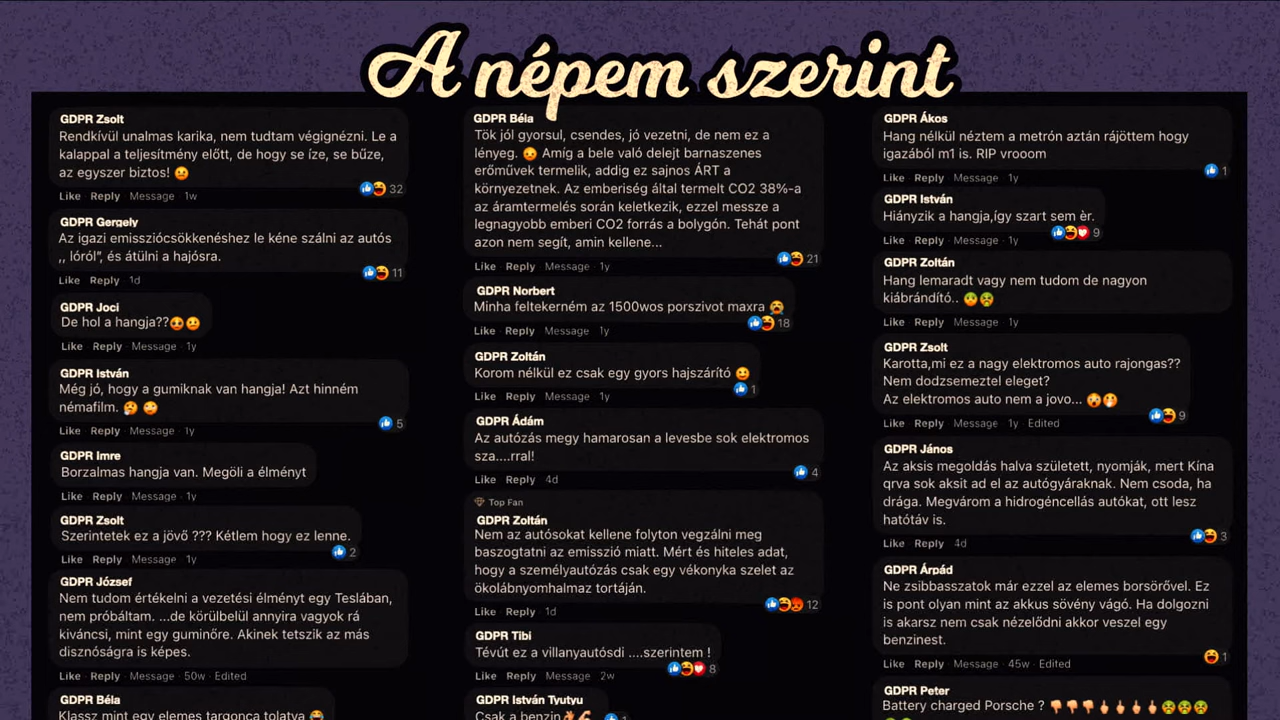 A népem szerint
GDPR Zsolt
Rendkívül unalmas karika, nem tudtam végignézni. Le a
kalappal a teljesítmény előtt, de hogy se íze, se bűze,
az egyszer biztos! 😐
32
Like Reply Message 1w
GDPR Gergely
Az igazi emissziócsökkenéshez le kéne szálni az autós
,, lóról", és átülni a hajósra.
11
Like Reply 1d
GDPR Joci
De hol a hangja??😡😐
Like · Reply · Message · 1y
GDPR István
Még jó, hogy a gumiknak van hangja! Azt hinném
némafilm. 🤔 🙄
5
Like · Reply · Message · 1y
GDPR Imre
Borzalmas hangja van. Megöli a élményt
Like Reply Message · 1y
GDPR Zsolt
Szerintetek ez a jövő ??? Kétlem hogy ez lenne.
2
Like · Reply · Message · 1y
GDPR József
Nem tudom értékelni a vezetési élményt egy Teslában,
nem próbáltam. ...de körülbelül annyira vagyok rá
kiváncsi, mint egy guminőre. Akinek tetszik az más
disznóságra is képes.
Like · Reply · Message · 50w · Edited
GDPR Béla
Klassz mint egy elemes targonca tolatva 😂
GDPR Béla
Tök jól gyorsul, csendes, jó vezetni, de nem ez a
lényeg. 😡 Amíg a bele való delejt barnaszenes
erőművek termelik, addig ez sajnos ÁRT a
környezetnek. Az emberiség által termelt CO2 38%-a
az áramtermelés során keletkezik, ezzel messze a
legnagyobb emberi CO2 forrás a bolygón. Tehát pont
azon nem segít, amin kellene...
21
Like · Reply · Message · 1y
GDPR Norbert
Minha feltekerném az 1500wos porszivot maxra 😭
18
Like · Reply · Message · 1y
GDPR Zoltán
Korom nélkül ez csak egy gyors hajszárító 😀
1
Like · Reply · Message · 1y
GDPR Ádám
Az autózás megy hamarosan a levesbe sok elektromos
sza....rral!
4
Like · Reply 4d
Top Fan
GDPR Zoltán
Nem az autósokat kellene folyton vegzálni meg
baszogtatni az emisszió miatt. Mért és hiteles adat,
hogy a személyautózás csak egy vékonyka szelet az
ökolábnyomhalmaz tortáján.
12
Like · Reply · 1d
GDPR Tibi
Tévút ez a villanyautósdi ....szerintem !
8
Like · Reply · Message · 2w
GDPR István Tyutyu
Csak a benzin
1
GDPR Ákos
Hang nélkül néztem a metrón aztán rájöttem hogy
igazából m1 is. RIP vrooom
1
Like Reply Message 1y
GDPR István
Hiányzik a hangja,így szart sem èr.
9
Like · Reply Message · 1y
GDPR Zoltán
Hang lemaradt vagy nem tudom de nagyon
kiábrándító.. 
Like · Reply Message · 1y
GDPR Zsolt
Karotta,mi ez a nagy elektromos auto rajongas??
Nem dodzsemeztel eleget?
Az elektromos auto nem a jovo... 
9
Like · Reply Message · 1y · Edited
GDPR János
Az aksis megoldás halva született, nyomják, mert Kína
qrva sok aksit ad el az autógyáraknak. Nem csoda, ha
drága. Megvárom a hidrogéncellás autókat, ott lesz
hatótáv is.
3
Like · Reply 4d
GDPR Árpád
Ne zsibbasszatok már ezzel az elemes borsörővel. Ez
is pont olyan mint az akkus sövény vágó. Ha dolgozni
is akarsz nem csak nézelődni akkor veszel egy
benzinest.
1
Like · Reply Message · 45w · Edited
GDPR Peter
Battery charged Porsche ?